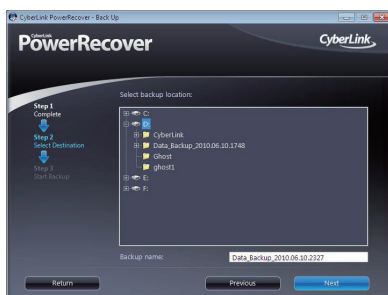 CyberLink PowerRecover - Back Up
CyberLink
PowerRecover
CyberLink
Select backup location:
Step 1
Complete
Step 2
Select Destination
Step 3
Start Backup
C:
D:
CyberLink
Data_Backup_2010.06.10.1748
Ghost
ghost1
E:
F:
Backup name:
Data_Backup_2010.06.10.2327
Return
Previous
Next